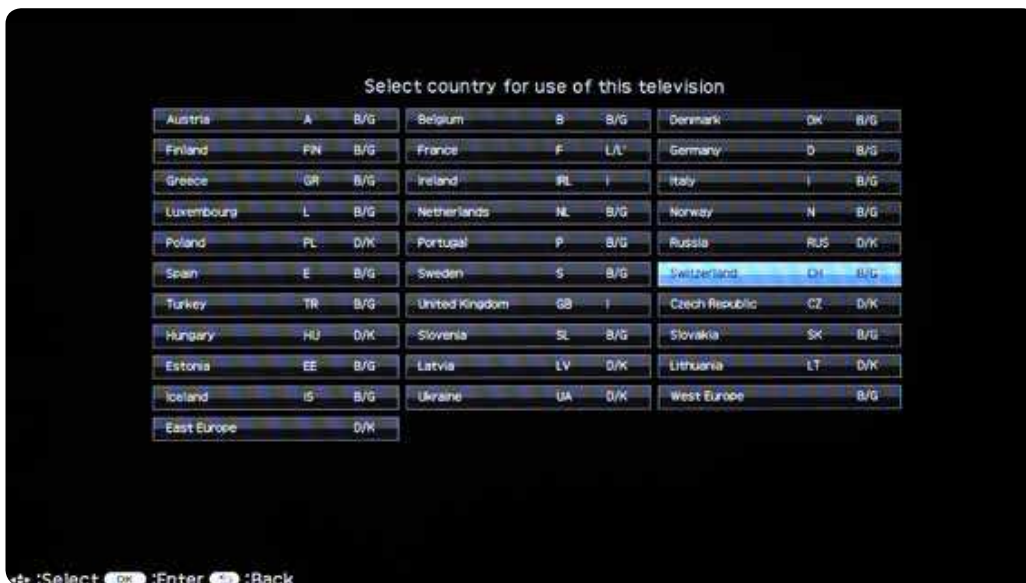 Select country for use of this television
Austria A B/G Belgium B B/G Denmark DK B/G
Finland FIN B/G France F L/L' Germany D B/G
Greece GR B/G Ireland IRL I Italy I B/G
Luxembourg L B/G Netherlands NL B/G Norway N B/G
Poland PL D/K Portugal P B/G Russia RUS D/K
Spain E B/G Sweden S B/G Switzerland CH B/G
Turkey TR B/G United Kingdom GB I Czech Republic CZ D/K
Hungary HU D/K Slovenia SL B/G Slovakia SK B/G
Estonia EE B/G Latvia LV D/K Lithuania LT D/K
Iceland IS B/G Ukraine UA D/K West Europe B/G
East Europe D/K
:Select OK :Enter :Back